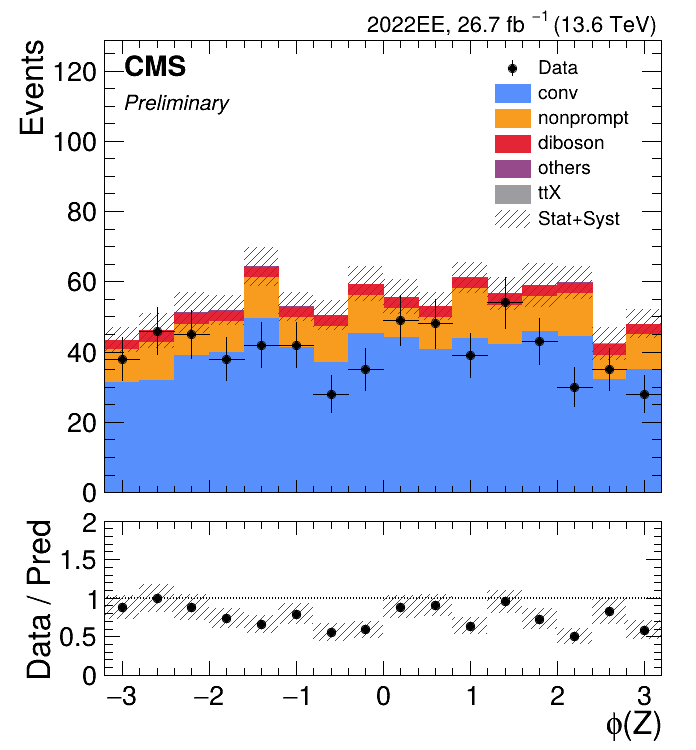 2022EE, 26.7 fb⁻¹ (13.6 TeV)
CMS
Preliminary
Data
conv
nonprompt
diboson
others
ttX
Stat+Syst
Events
120
100
80
60
40
20
0
Data / Pred
2
1.5
1
0.5
0
−3 −2 −1 0 1 2 3
ϕ(Z)